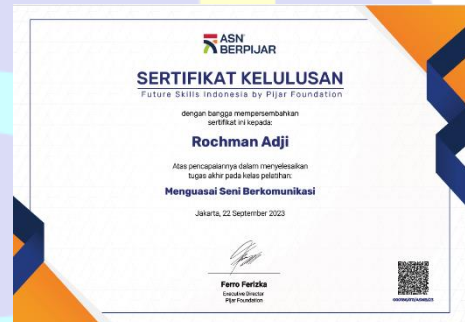 ASN
BERPIJAR
SERTIFIKAT KELULUSAN
Future Skills Indonesia by Pijar Foundation
dengan bangga mempersembahkan
sertifikat ini kepada:
Rochman Adji
Atas pencapaiannya dalam menyelesaikan
tugas akhir pada kelas pelatihan:
Menguasai Seni Berkomunikasi
Jakarta, 22 September 2023
Ferro Ferizka
Executive Director
Pijar Foundation